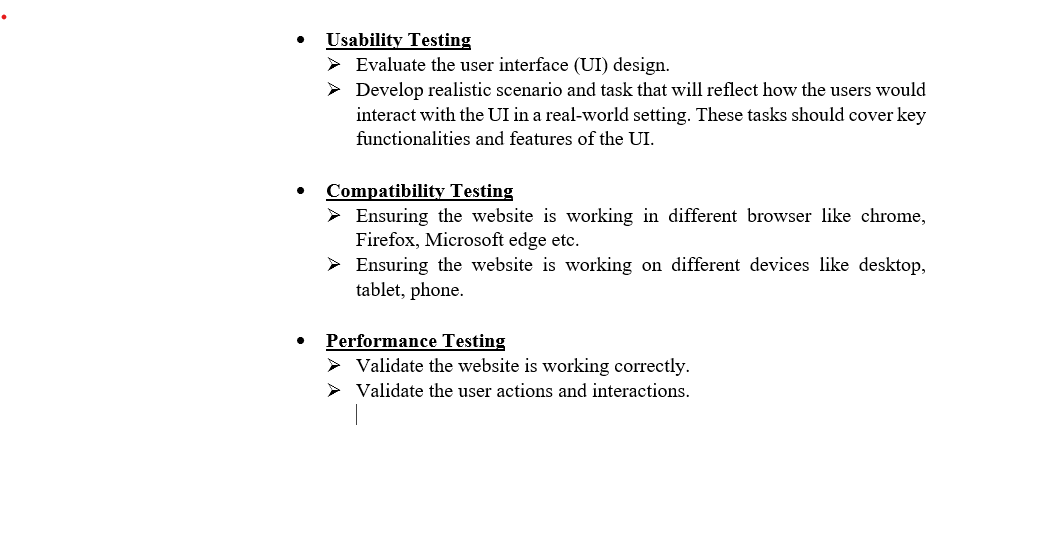 • Usability Testing
➢ Evaluate the user interface (UI) design.
➢ Develop realistic scenario and task that will reflect how the users would
interact with the UI in a real-world setting. These tasks should cover key
functionalities and features of the UI.
• Compatibility Testing
➢ Ensuring the website is working in different browser like chrome,
Firefox, Microsoft edge etc.
➢ Ensuring the website is working on different devices like desktop,
tablet, phone.
• Performance Testing
➢ Validate the website is working correctly.
➢ Validate the user actions and interactions.